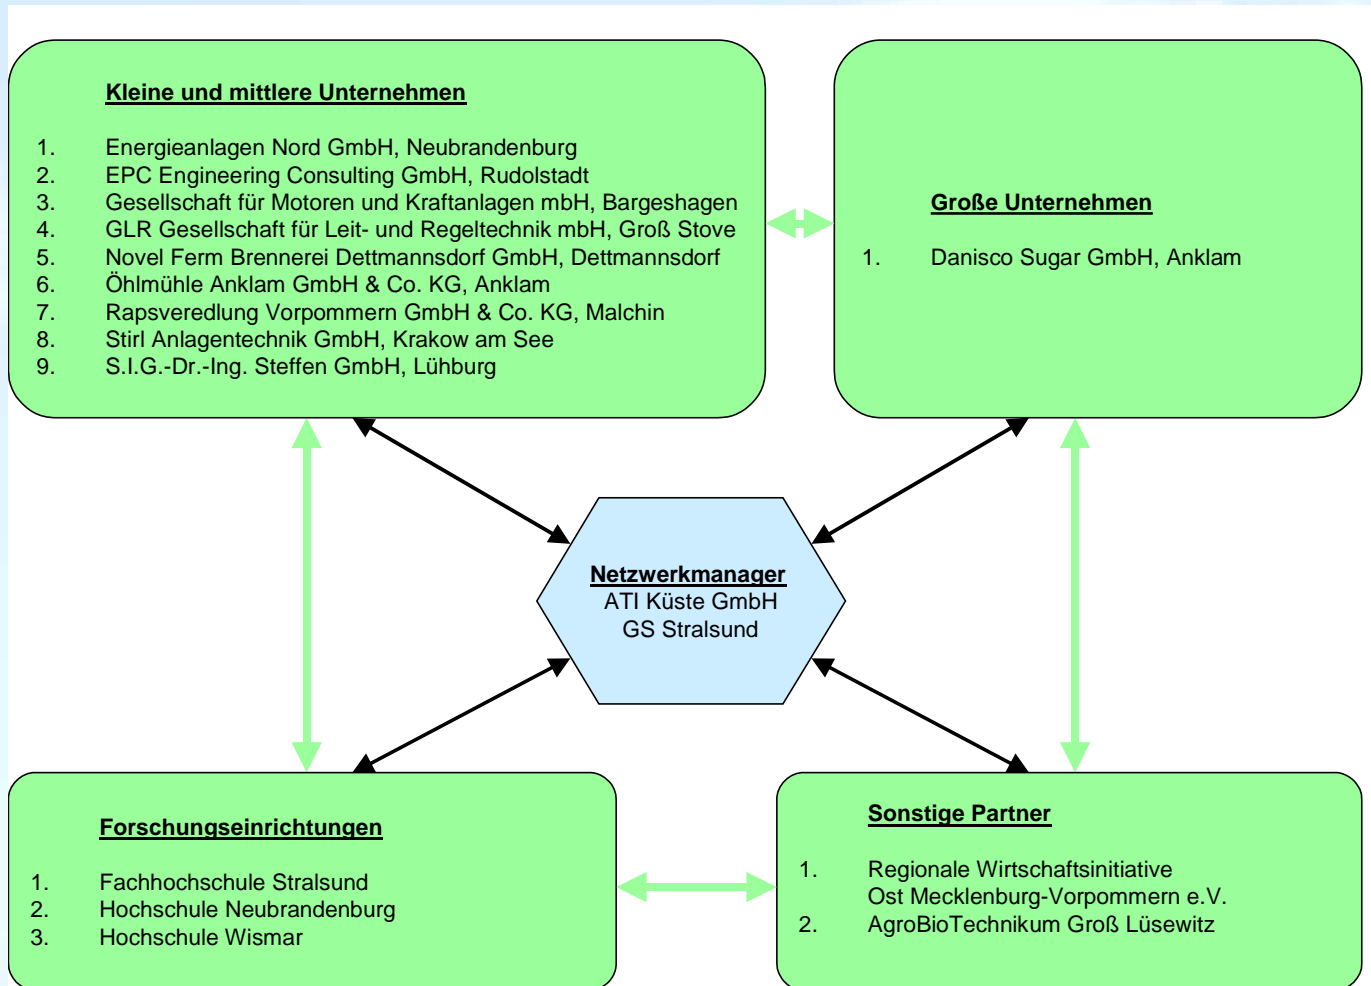 Kleine und mittlere Unternehmen
1. Energieanlagen Nord GmbH, Neubrandenburg
2. EPC Engineering Consulting GmbH, Rudolstadt
3. Gesellschaft für Motoren und Kraftanlagen mbH, Bargeshagen
4. GLR Gesellschaft für Leit- und Regeltechnik mbH, Groß Stove
5. Novel Ferm Brennerei Dettmannsdorf GmbH, Dettmannsdorf
6. Öhlmühle Anklam GmbH & Co. KG, Anklam
7. Rapsveredlung Vorpommern GmbH & Co. KG, Malchin
8. Stirl Anlagentechnik GmbH, Krakow am See
9. S.I.G.-Dr.-Ing. Steffen GmbH, Lühburg
Große Unternehmen
1. Danisco Sugar GmbH, Anklam
Netzwerkmanager
ATI Küste GmbH
GS Stralsund
Forschungseinrichtungen
1. Fachhochschule Stralsund
2. Hochschule Neubrandenburg
3. Hochschule Wismar
Sonstige Partner
1. Regionale Wirtschaftsinitiative
Ost Mecklenburg-Vorpommern e.V.
2. AgroBioTechnikum Groß Lüsewitz